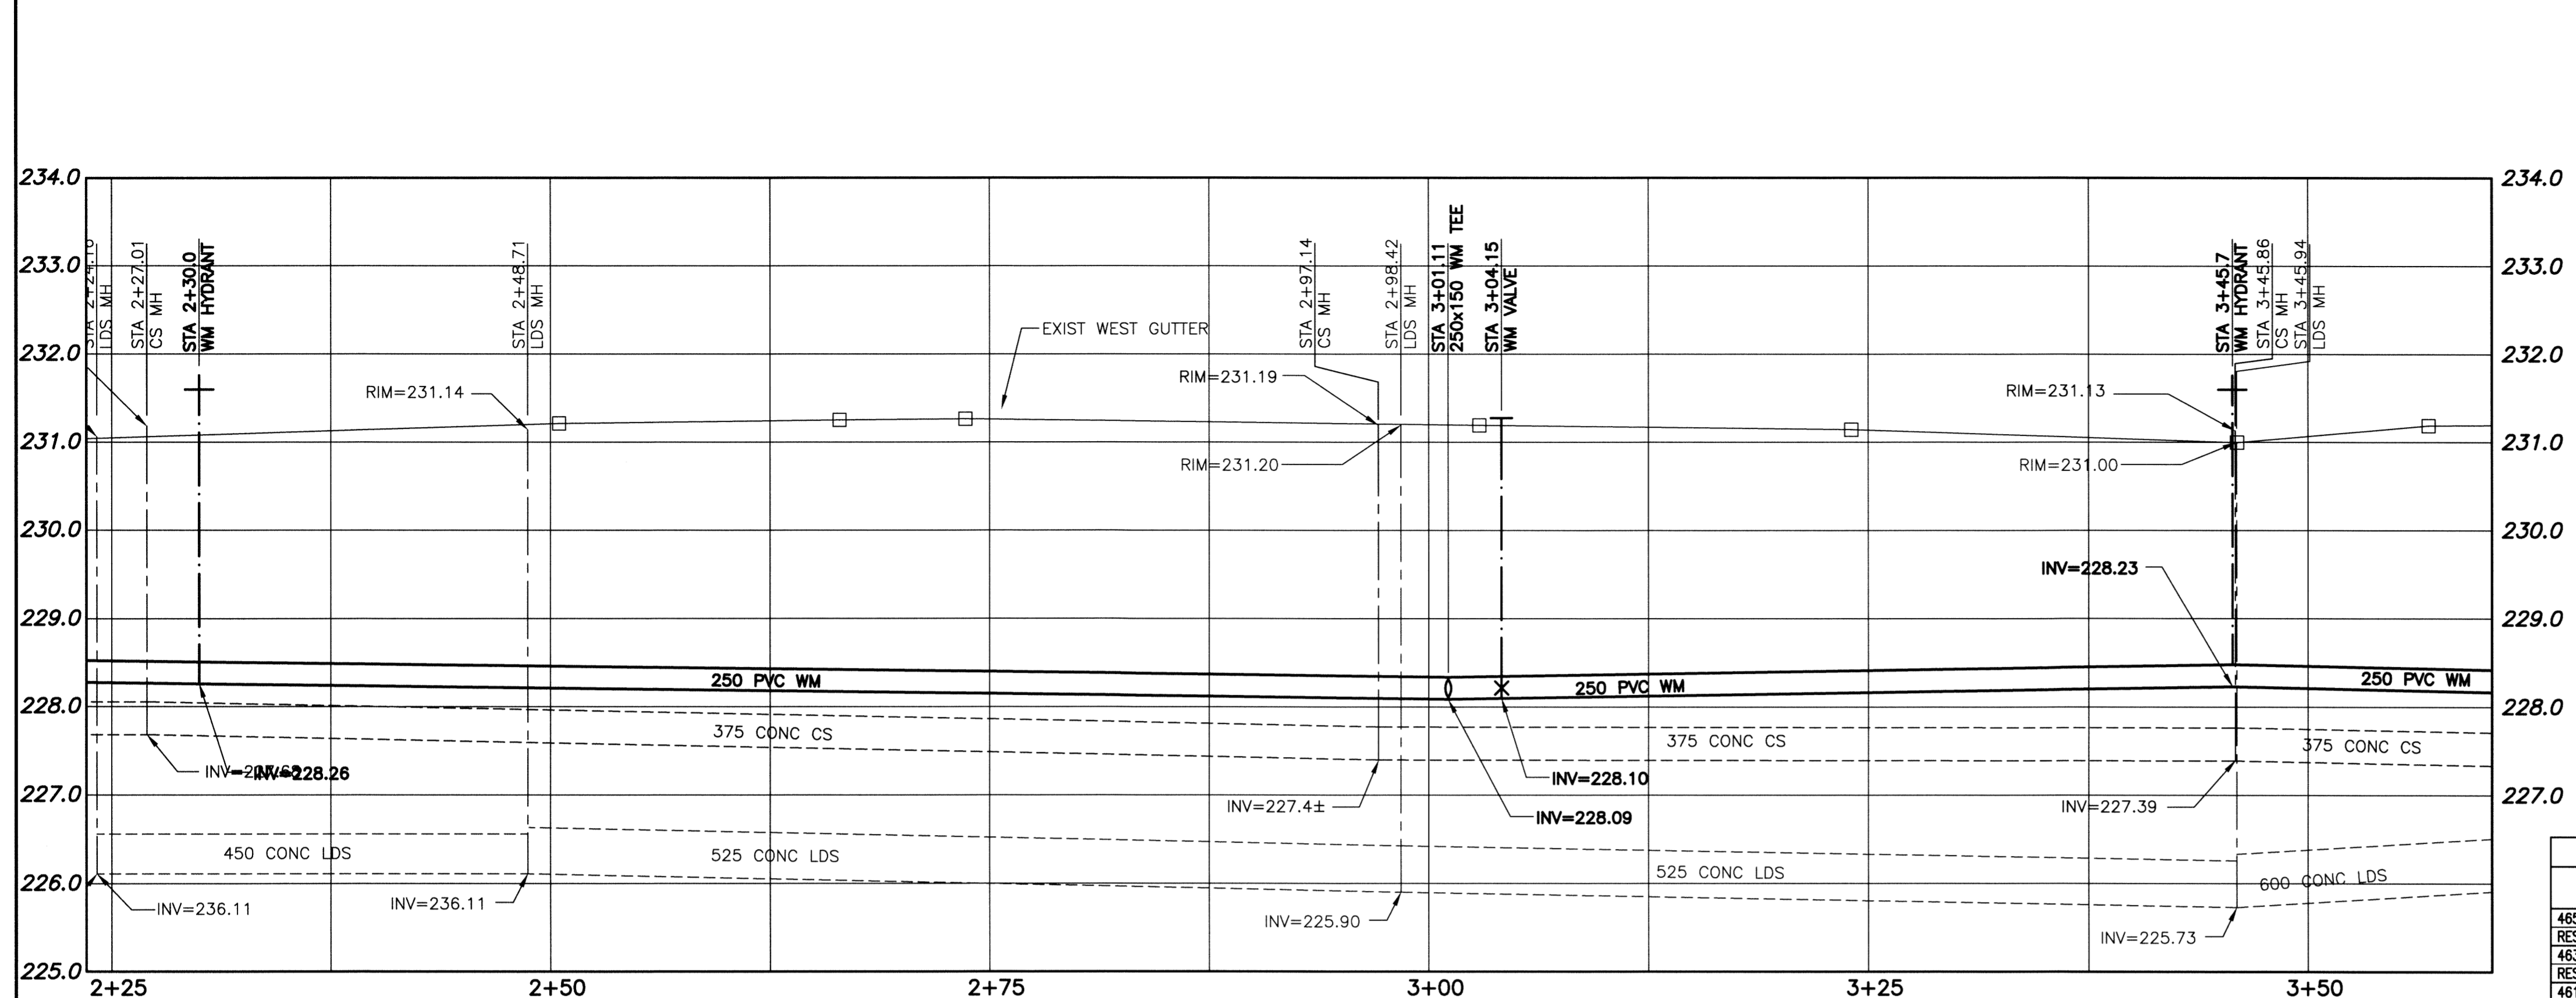 234.0
233.0
232.0
231.0
230.0
229.0
228.0
227.0
226.0
225.0
234.0
233.0
232.0
231.0
230.0
229.0
228.0
227.0
LDS MH
STA 2+27.01
CS MH
STA 2+30.0
WM HYDRANT
STA 2+48.71
LDS MH
STA 2+97.14
CS MH
STA 2+98.42
LDS MH
STA 3+01.11
250x150 WM TEE
STA 3+04.15
WM VALVE
STA 3+45.7
WM HYDRANT
STA 3+45.86
CS MH
STA 3+45.94
LDS MH
EXIST WEST GUTTER
RIM=231.14
RIM=231.19
RIM=231.20
RIM=231.13
RIM=231.00
INV=228.23
250 PVC WM
250 PVC WM
250 PVC WM
375 CONC CS
375 CONC CS
375 CONC CS
INV=228.26
INV=228.10
INV=227.4±
INV=228.09
INV=227.39
450 CONC LDS
525 CONC LDS
525 CONC LDS
600 CONC LDS
INV=236.11
INV=236.11
INV=225.90
INV=225.73
2+25
2+50
2+75
3+00
3+25
3+50